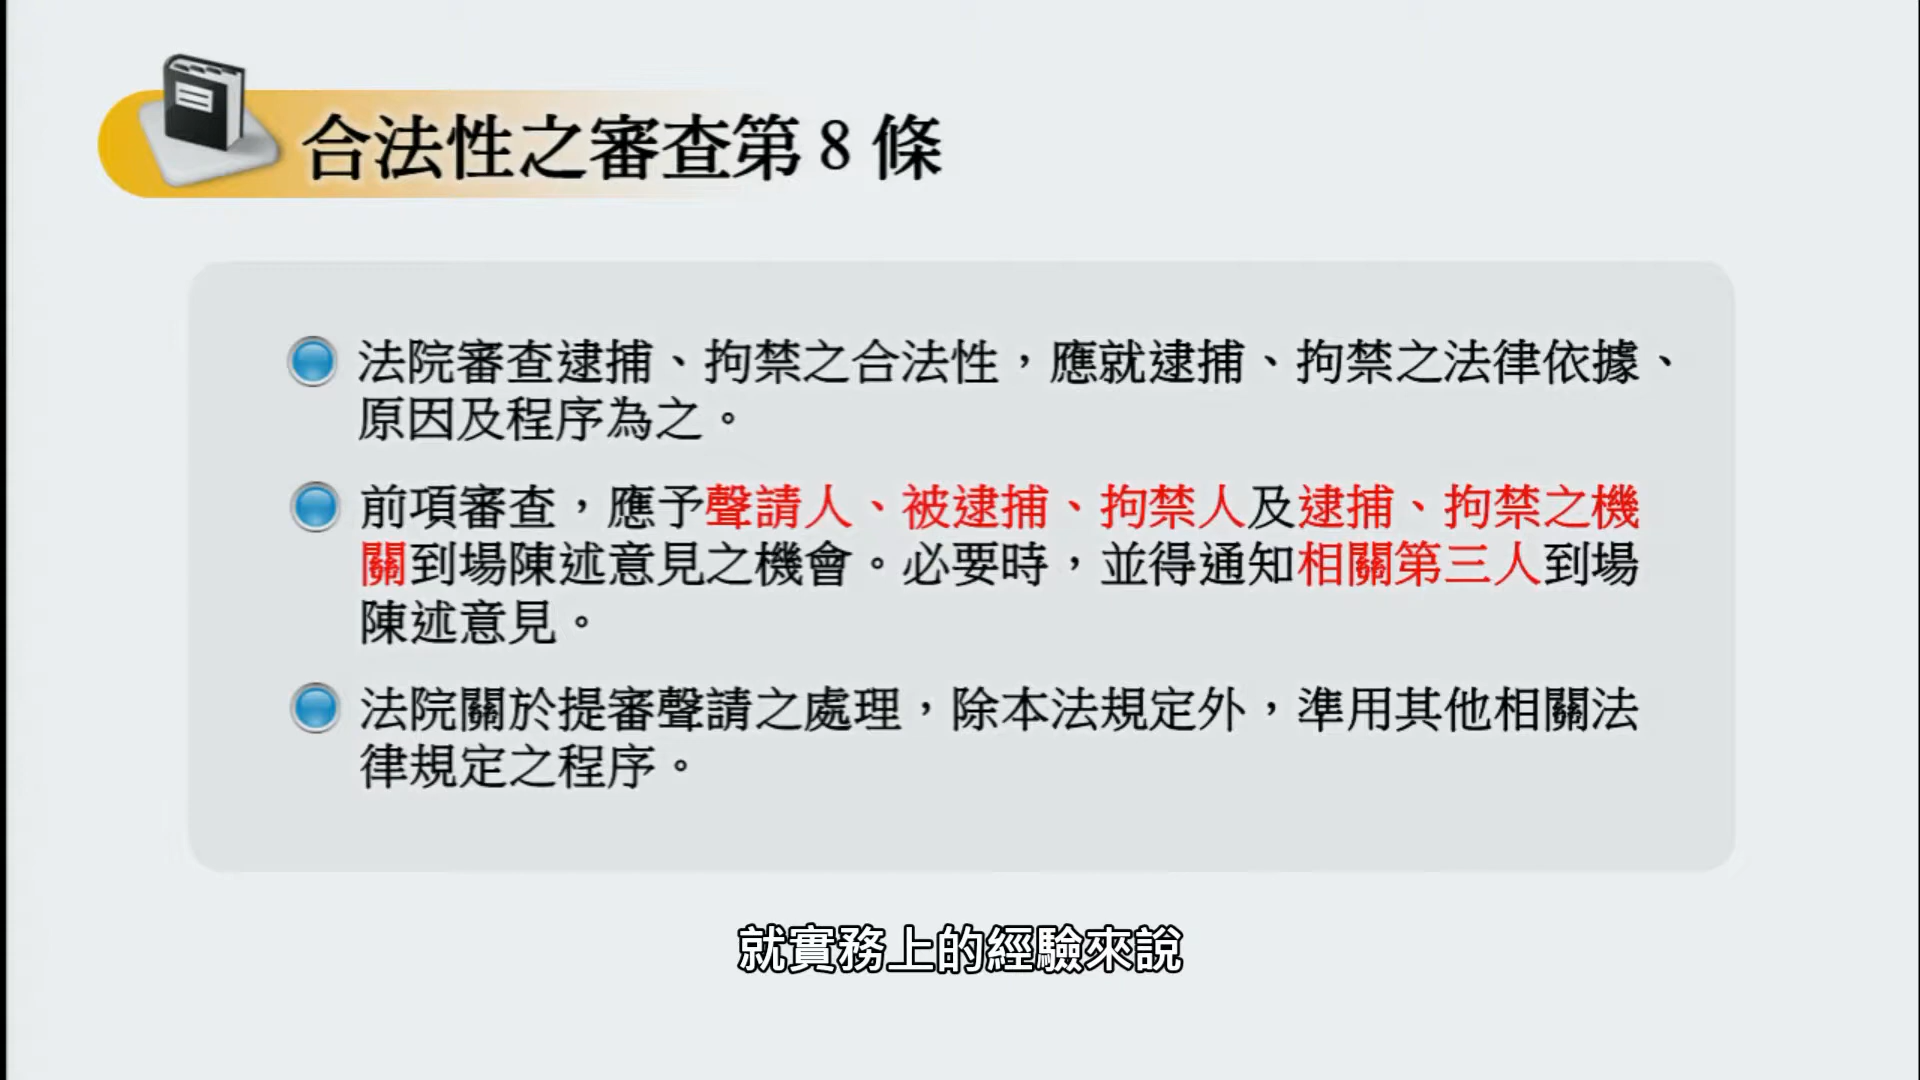 合法性之審查第 8 條
法院審查逮捕、拘禁之合法性，應就逮捕、拘禁之法律依據、
原因及程序為之。
前項審查，應予聲請人、被逮捕、拘禁人及逮捕、拘禁之機
關到場陳述意見之機會。必要時，並得通知相關第三人到場
陳述意見。
法院關於提審聲請之處理，除本法規定外，準用其他相關法
律規定之程序。
就實務上的經驗來說